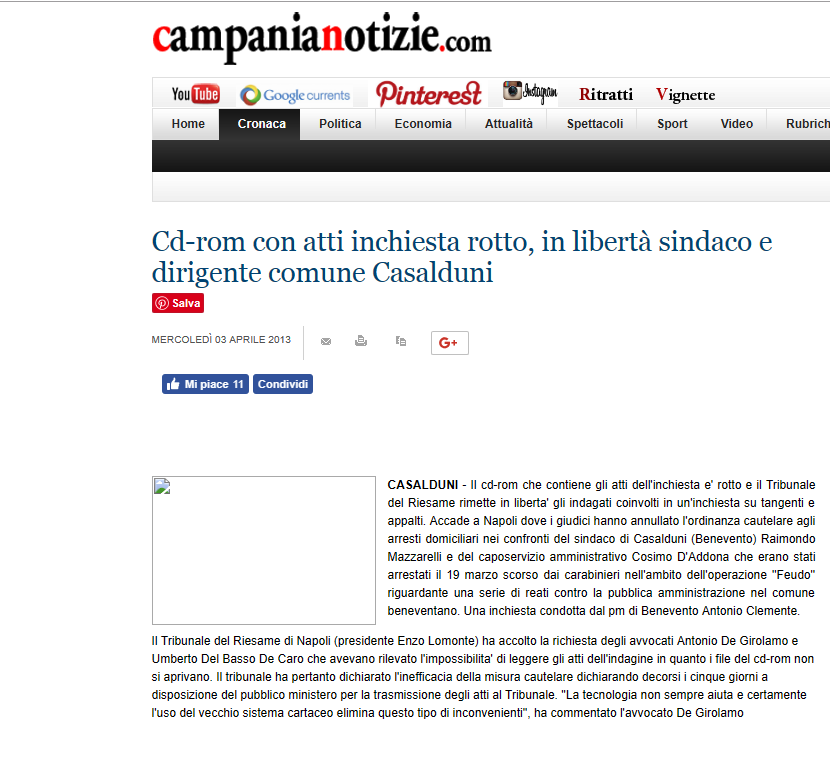 campanianotizie.com
YouTube Google currents Pinterest Instagram Ritratti Vignette
Home Cronaca Politica Economia Attualità Spettacoli Sport Video Rubrich
Cd-rom con atti inchiesta rotto, in libertà sindaco e
dirigente comune Casalduni
Salva
MERCOLEDÌ 03 APRILE 2013 G+
Mi piace 11 Condividi
CASALDUNI - Il cd-rom che contiene gli atti dell'inchiesta e' rotto e il Tribunale
del Riesame rimette in liberta' gli indagati coinvolti in un'inchiesta su tangenti e
appalti. Accade a Napoli dove i giudici hanno annullato l'ordinanza cautelare agli
arresti domiciliari nei confronti del sindaco di Casalduni (Benevento) Raimondo
Mazzarelli e del caposervizio amministrativo Cosimo D'Addona che erano stati
arrestati il 19 marzo scorso dai carabinieri nell'ambito dell'operazione "Feudo"
riguardante una serie di reati contro la pubblica amministrazione nel comune
beneventano. Una inchiesta condotta dal pm di Benevento Antonio Clemente.
Il Tribunale del Riesame di Napoli (presidente Enzo Lomonte) ha accolto la richiesta degli avvocati Antonio De Girolamo e
Umberto Del Basso De Caro che avevano rilevato l'impossibilita' di leggere gli atti dell'indagine in quanto i file del cd-rom non
si aprivano. Il tribunale ha pertanto dichiarato l'inefficacia della misura cautelare dichiarando decorsi i cinque giorni a
disposizione del pubblico ministero per la trasmissione degli atti al Tribunale. "La tecnologia non sempre aiuta e certamente
l'uso del vecchio sistema cartaceo elimina questo tipo di inconvenienti", ha commentato l'avvocato De Girolamo